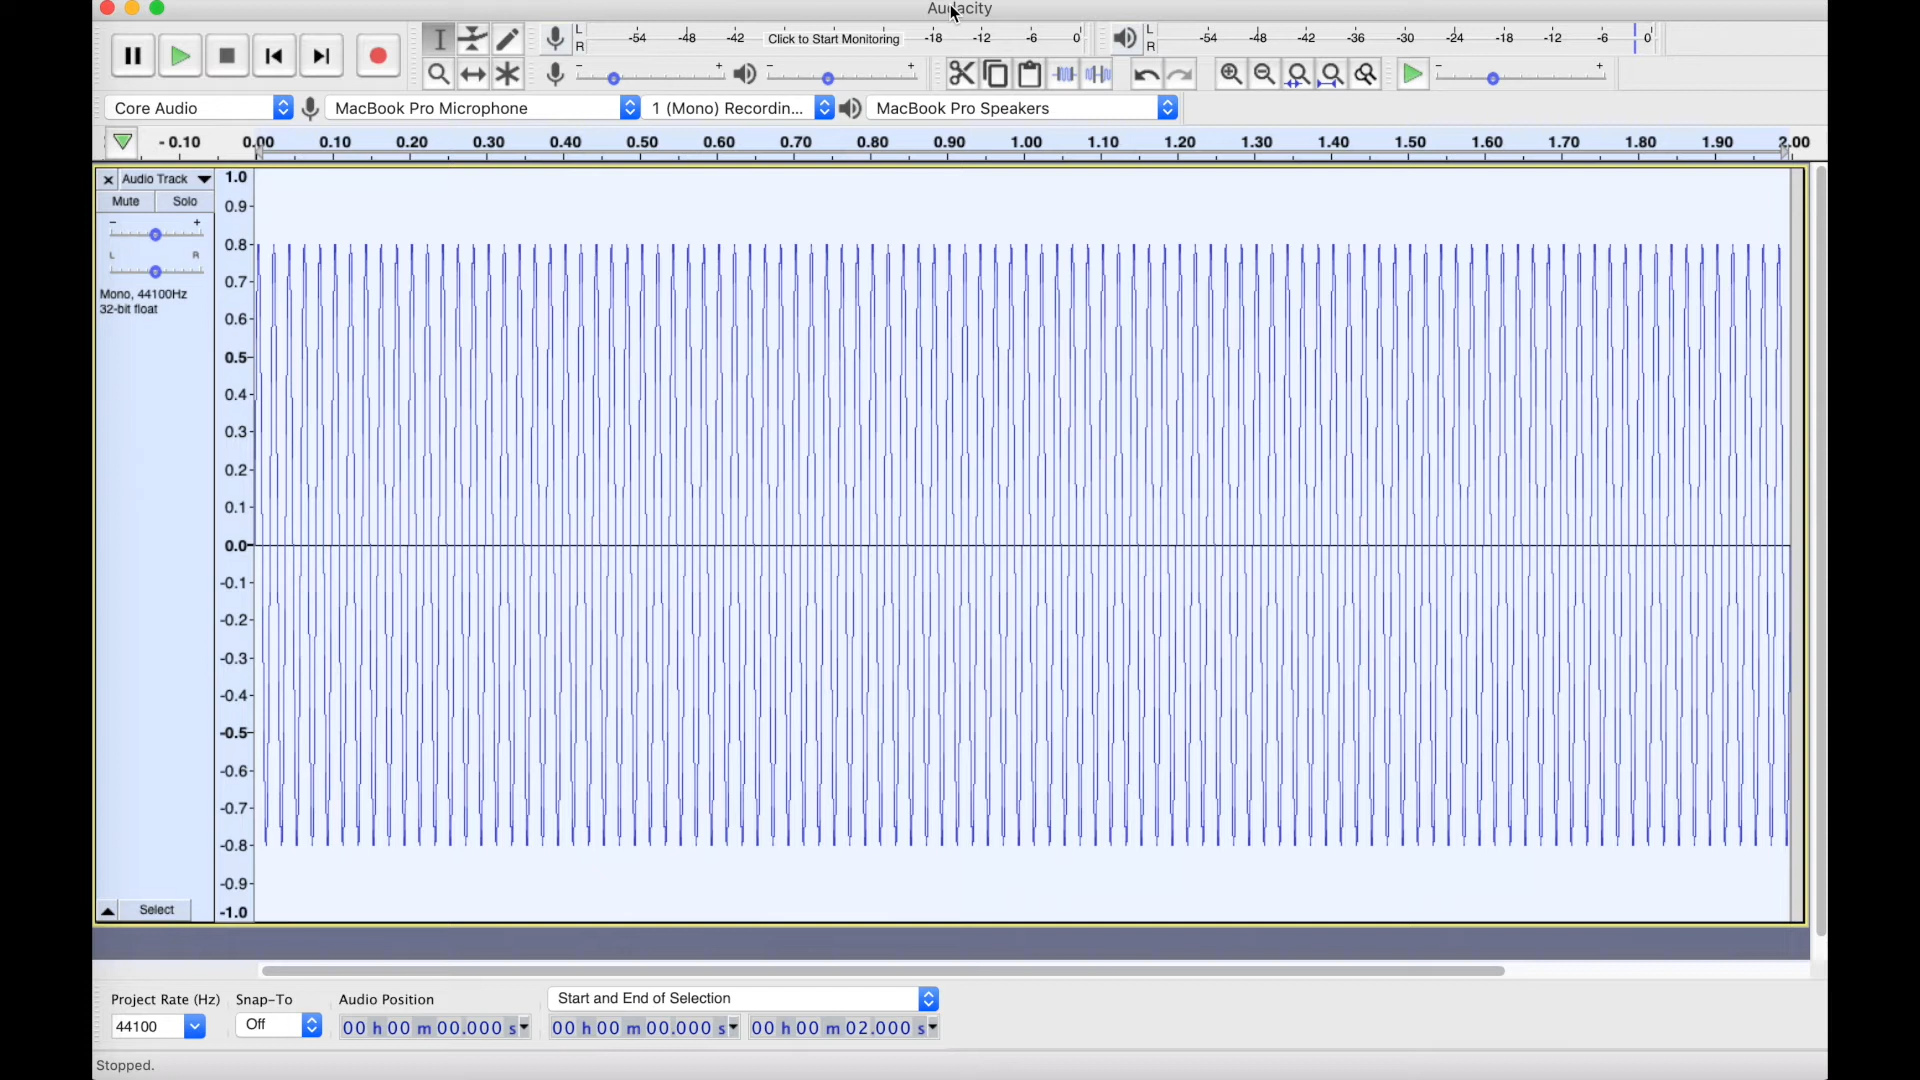 Audacity
L
R
-54 -48 -42 Click to Start Monitoring -18 -12 -6 0
L
R
-54 -48 -42 -36 -30 -24 -18 -12 -6 0
- + - + - +
Core Audio MacBook Pro Microphone 1 (Mono) Recordin... MacBook Pro Speakers
- 0.10 0.00 0.10 0.20 0.30 0.40 0.50 0.60 0.70 0.80 0.90 1.00 1.10 1.20 1.30 1.40 1.50 1.60 1.70 1.80 1.90 2.00
Audio Track
Mute Solo
- +
L R
Mono, 44100Hz
32-bit float
Select
1.0
0.9
0.8
0.7
0.6
0.5
0.4
0.3
0.2
0.1
0.0
-0.1
-0.2
-0.3
-0.4
-0.5
-0.6
-0.7
-0.8
-0.9
-1.0
Project Rate (Hz) Snap-To Audio Position Start and End of Selection
44100 Off 00 h 00 m 00.000 s 00 h 00 m 00.000 s 00 h 00 m 02.000 s
Stopped.